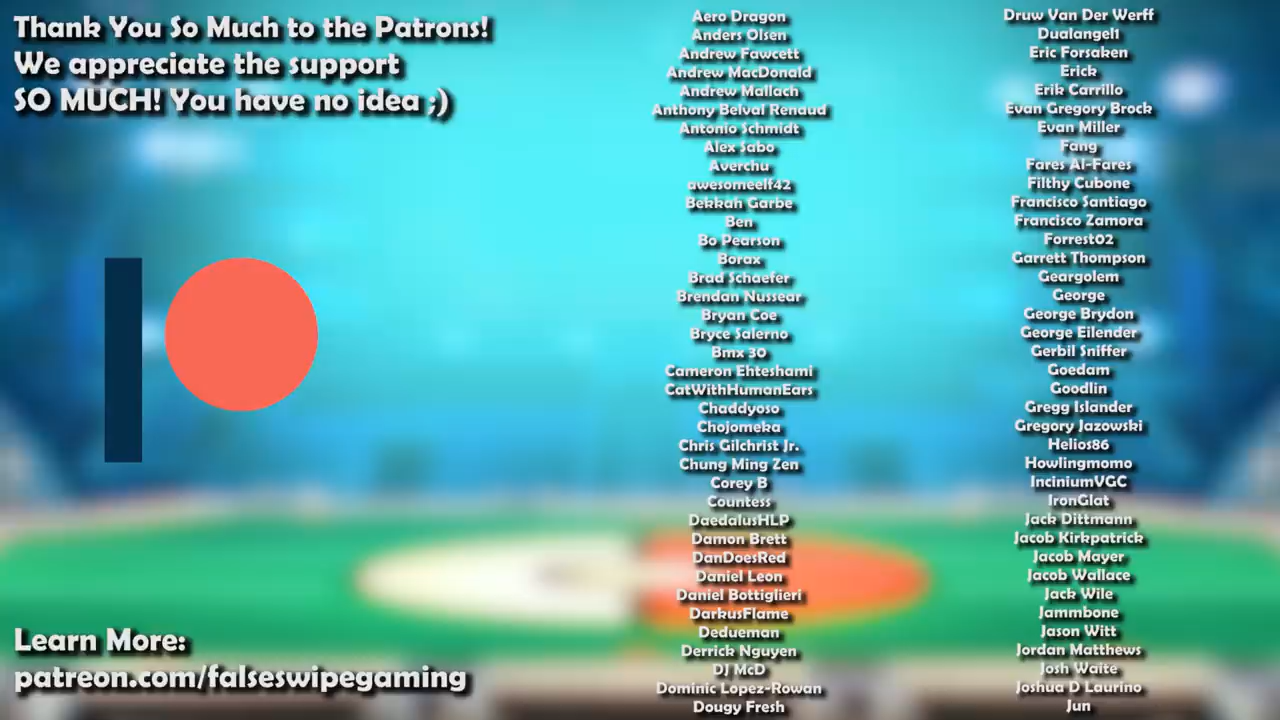 Thank You So Much to the Patrons!
We appreciate the support
SO MUCH! You have no idea ;)
Aero Dragon
Anders Olsen
Andrew Fawcett
Andrew MacDonald
Andrew Mallach
Anthony Belval Renaud
Antonio Schmidt
Alex Sabo
Averchu
awesomeelf42
Bekkah Garbe
Ben
Bo Pearson
Borax
Brad Schaefer
Brendan Nussear
Bryan Coe
Bryce Salerno
Bmx 30
Cameron Ehteshami
CatWithHumanEars
Chaddyoso
Chojomeka
Chris Gilchrist Jr.
Chung Ming Zen
Corey B
Countess
DaedalusHLP
Damon Brett
DanDoesRed
Daniel Leon
Daniel Bottiglieri
DarkusFlame
Dedueman
Derrick Nguyen
DJ McD
Dominic Lopez-Rowan
Dougy Fresh
Druw Van Der Werff
Dualangel1
Eric Forsaken
Erick
Erik Carrillo
Evan Gregory Brock
Evan Miller
Fang
Fares Al-Fares
Filthy Cubone
Francisco Santiago
Francisco Zamora
Forrest02
Garrett Thompson
Geargolem
George
George Brydon
George Eilender
Gerbil Sniffer
Goedam
Goodlin
Gregg Islander
Gregory Jazowski
Helios86
Howlingmomo
InciniumVGC
IronGlat
Jack Dittmann
Jacob Kirkpatrick
Jacob Mayer
Jacob Wallace
Jack Wile
Jammbone
Jason Witt
Jordan Matthews
Josh Waite
Joshua D Laurino
Jun
Learn More:
patreon.com/falseswipegaming